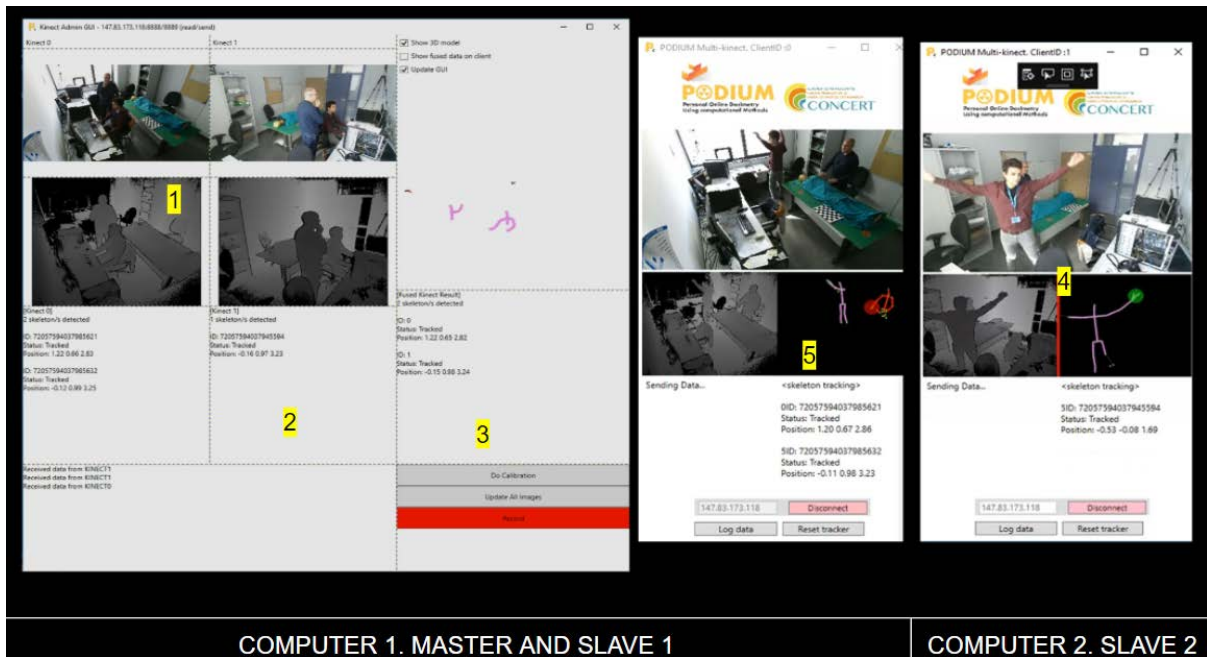 Kinect Admin GUI - 147.83.173.118:8888/8889 (read/send)
Kinect 0
Kinect 1
Show 3D model
Show fused data on client
Update GUI
1
[Kinect 0]
2 skeleton/s detected
ID: 72057594037985621
Status: Tracked
Position: 1.22 0.66 2.83
ID: 72057594037985632
Status: Tracked
Position: -0.12 0.99 3.25
[Kinect 1]
1 skeleton/s detected
ID: 72057594037945594
Status: Tracked
Position: -0.16 0.97 3.23
2
[Fused Kinect Result]
2 skeleton/s detected
ID: 0
Status: Tracked
Position: 1.22 0.65 2.82
ID: 1
Status: Tracked
Position: -0.15 0.98 3.24
3
Received data from KINECT1
Received data from KINECT1
Received data from KINECT0
Do Calibration
Update All Images
Record
PODIUM Multi-kinect. ClientID :0
PODIUM
Personal Online Dosimetry
Using computational Methods
CONCERT
5
Sending Data...
<skeleton tracking>
0ID: 72057594037985621
Status: Tracked
Position: 1.20 0.67 2.86
5ID: 72057594037985632
Status: Tracked
Position: -0.11 0.98 3.23
147.83.173.118
Disconnect
Log data
Reset tracker
PODIUM Multi-kinect. ClientID :1
PODIUM
Personal Online Dosimetry
Using computational Methods
CONCERT
4
Sending Data...
<skeleton tracking>
5ID: 72057594037945594
Status: Tracked
Position: -0.53 -0.08 1.69
147.83.173.118
Disconnect
Log data
Reset tracker
COMPUTER 1. MASTER AND SLAVE 1
COMPUTER 2. SLAVE 2